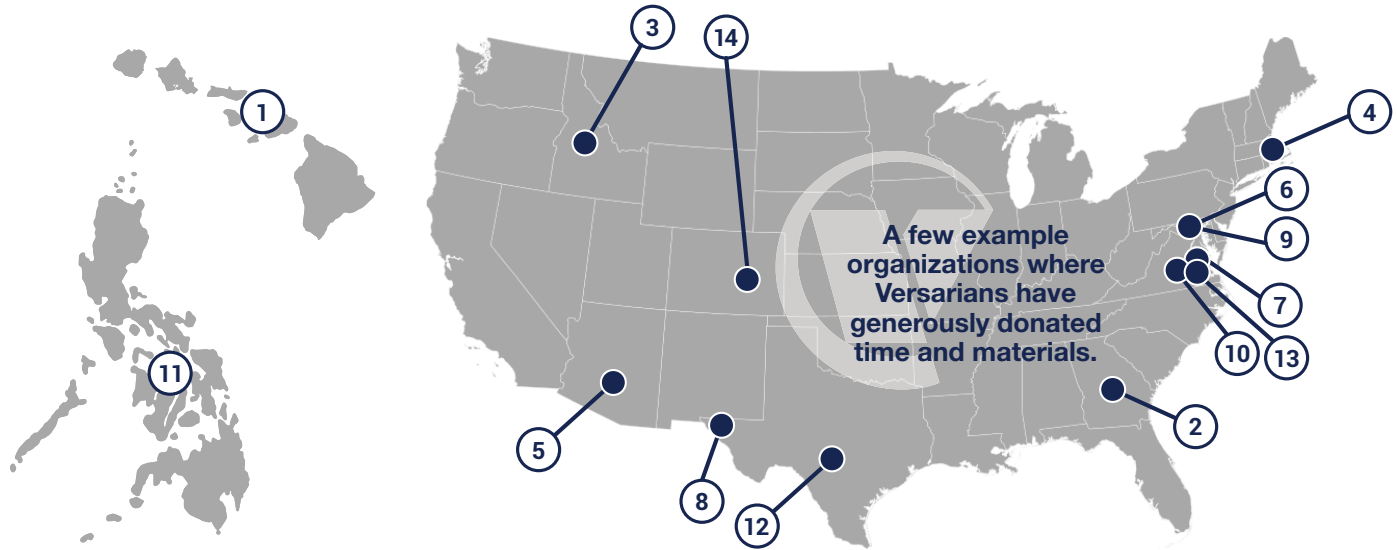 3
14
1
4
6
9
7
10
13
11
5
8
12
2
A few example
organizations where
Versarians have
generously donated
time and materials.